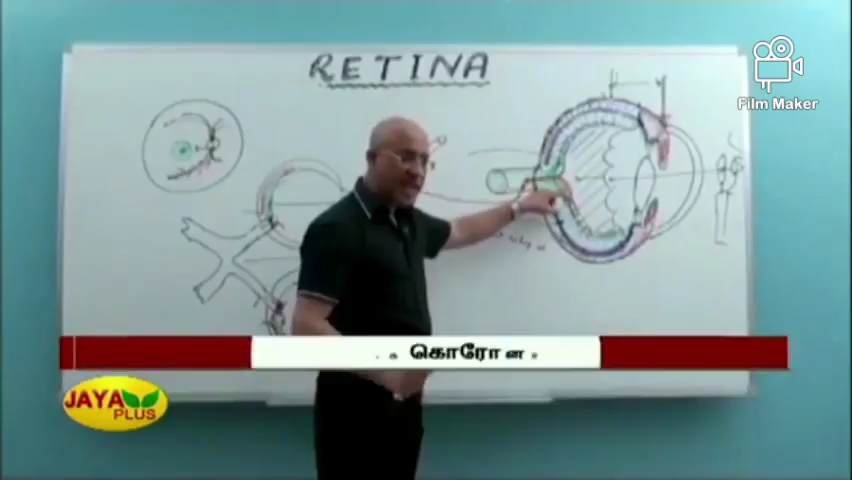 RETINA
Film Maker
கொரோன
JAYA
PLUS